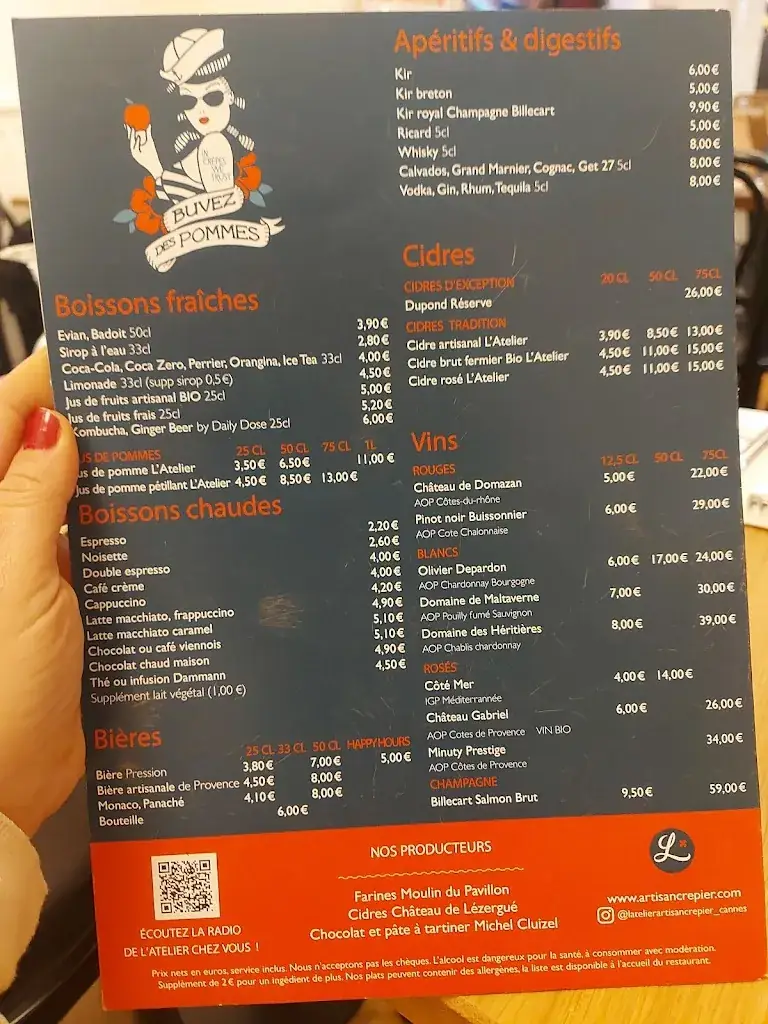 IN
CRÊPES
WE
TRUST
BUVEZ
DES POMMES
Boissons fraîches
Evian, Badoit 50cl 3,90 €
Sirop à l'eau 33cl 2,80 €
Coca-Cola, Coca Zero, Perrier, Orangina, Ice Tea 33cl 4,00 €
Limonade 33cl (supp sirop 0,5 €) 4,50 €
Jus de fruits artisanal BIO 25cl 5,00 €
Jus de fruits frais 25cl 5,20 €
Kombucha, Ginger Beer by Daily Dose 25cl 6,00 €
JUS DE POMMES 25 CL 50 CL 75 CL 1L
Jus de pomme L'Atelier 3,50 € 6,50 € 11,00 €
Jus de pomme pétillant L'Atelier 4,50 € 8,50 € 13,00 €
Boissons chaudes
Espresso 2,20 €
Noisette 2,60 €
Double espresso 4,00 €
Café crème 4,00 €
Cappuccino 4,20 €
Latte macchiato, frappuccino 4,90 €
Latte macchiato caramel 5,10 €
Chocolat ou café viennois 5,10 €
Chocolat chaud maison 4,90 €
Thé ou infusion Dammann 4,50 €
Supplément lait végétal (1,00 €)
Bières
25 CL 33 CL 50 CL HAPPY HOURS
Bière Pression 3,80 € 7,00 € 5,00 €
Bière artisanale de Provence 4,50 € 8,00 €
Monaco, Panaché 4,10 € 8,00 €
Bouteille 6,00 €
Apéritifs & digestifs
Kir 6,00 €
Kir breton 5,00 €
Kir royal Champagne Billecart 9,90 €
Ricard 5cl 5,00 €
Whisky 5cl 8,00 €
Calvados, Grand Marnier, Cognac, Get 27 5cl 8,00 €
Vodka, Gin, Rhum, Tequila 5cl 8,00 €
Cidres
CIDRES D'EXCEPTION 20 CL 50 CL 75CL
Dupond Réserve 26,00 €
CIDRES TRADITION
Cidre artisanal L'Atelier 3,90 € 8,50 € 13,00 €
Cidre brut fermier Bio L'Atelier 4,50 € 11,00 € 15,00 €
Cidre rosé L'Atelier 4,50 € 11,00 € 15,00 €
Vins
ROUGES 12,5 CL 50 CL 75CL
Château de Domazan 5,00 € 22,00 €
AOP Côtes-du-rhône
Pinot noir Buissonnier 6,00 € 29,00 €
AOP Cote Chalonnaise
BLANCS
Olivier Depardon 6,00 € 17,00 € 24,00 €
AOP Chardonnay Bourgogne
Domaine de Maltaverne 7,00 € 30,00 €
AOP Pouilly fumé Sauvignon
Domaine des Héritières 8,00 € 39,00 €
AOP Chablis chardonnay
ROSÉS
Côté Mer 4,00 € 14,00 €
IGP Méditerrannée
Château Gabriel 6,00 € 26,00 €
AOP Cotes de Provence VIN BIO
Minuty Prestige 34,00 €
AOP Côtes de Provence
CHAMPAGNE
Billecart Salmon Brut 9,50 € 59,00 €
ÉCOUTEZ LA RADIO
DE L'ATELIER CHEZ VOUS !
NOS PRODUCTEURS
Farines Moulin du Pavillon
Cidres Château de Lézergué
Chocolat et pâte à tartiner Michel Cluizel
L
www.artisancrepier.com
@latelierartisancrepier_cannes
Prix nets en euros, service inclus. Nous n'acceptons pas les chèques. L'alcool est dangereux pour la santé, à consommer avec modération.
Supplément de 2 € pour un ingrédient de plus. Nos plats peuvent contenir des allergènes, la liste est disponible à l'accueil du restaurant.